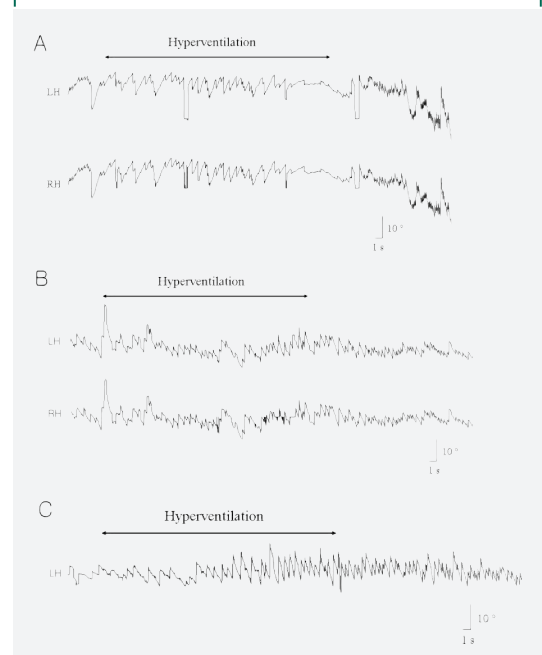 A
Hyperventilation
LH
RH
10 °
1 s
B
Hyperventilation
LH
RH
10 °
1 s
C
Hyperventilation
LH
10 °
1 s